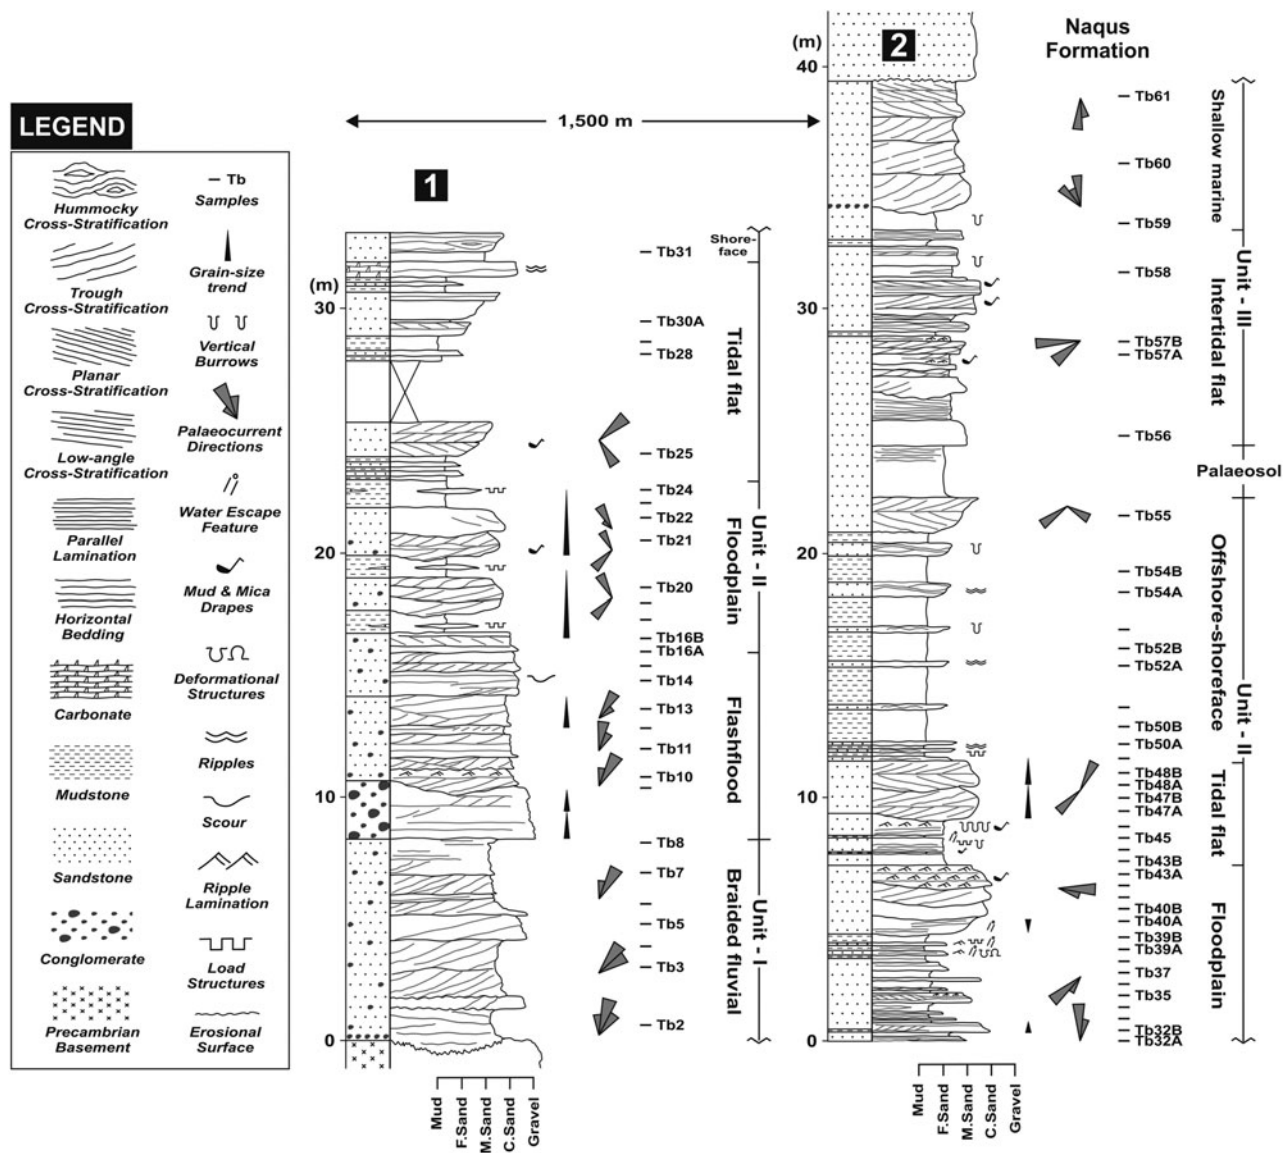 LEGEND
Hummocky
Cross-Stratification
Trough
Cross-Stratification
Planar
Cross-Stratification
Low-angle
Cross-Stratification
Parallel
Lamination
Horizontal
Bedding
Carbonate
Mudstone
Sandstone
Conglomerate
Precambrian
Basement
Tb
Samples
Grain-size
trend
Vertical
Burrows
Palaeocurrent
Directions
Water Escape
Feature
Mud & Mica
Drapes
Deformational
Structures
Ripples
Scour
Ripple
Lamination
Load
Structures
Erosional
Surface
1,500 m
1
(m)
30
20
10
0
Tb31
Tb30A
Tb28
Tb25
Tb24
Tb22
Tb21
Tb20
Tb16B
Tb16A
Tb14
Tb13
Tb11
Tb10
Tb8
Tb7
Tb5
Tb3
Tb2
Shore-
face
Tidal flat
Floodplain
Flashflood
Braided fluvial
Unit - II
Unit - I
Mud
F.Sand
M.Sand
C.Sand
Gravel
2
(m)
40
30
20
10
0
Naqus
Formation
Tb61
Tb60
Tb59
Tb58
Tb57B
Tb57A
Tb56
Tb55
Tb54B
Tb54A
Tb52B
Tb52A
Tb50B
Tb50A
Tb48B
Tb48A
Tb47B
Tb47A
Tb45
Tb43B
Tb43A
Tb40B
Tb40A
Tb39B
Tb39A
Tb37
Tb35
Tb32B
Tb32A
Shallow marine
Intertidal flat
Palaeosol
Offshore-shoreface
Tidal flat
Floodplain
Unit - III
Unit - II
Mud
F.Sand
M.Sand
C.Sand
Gravel